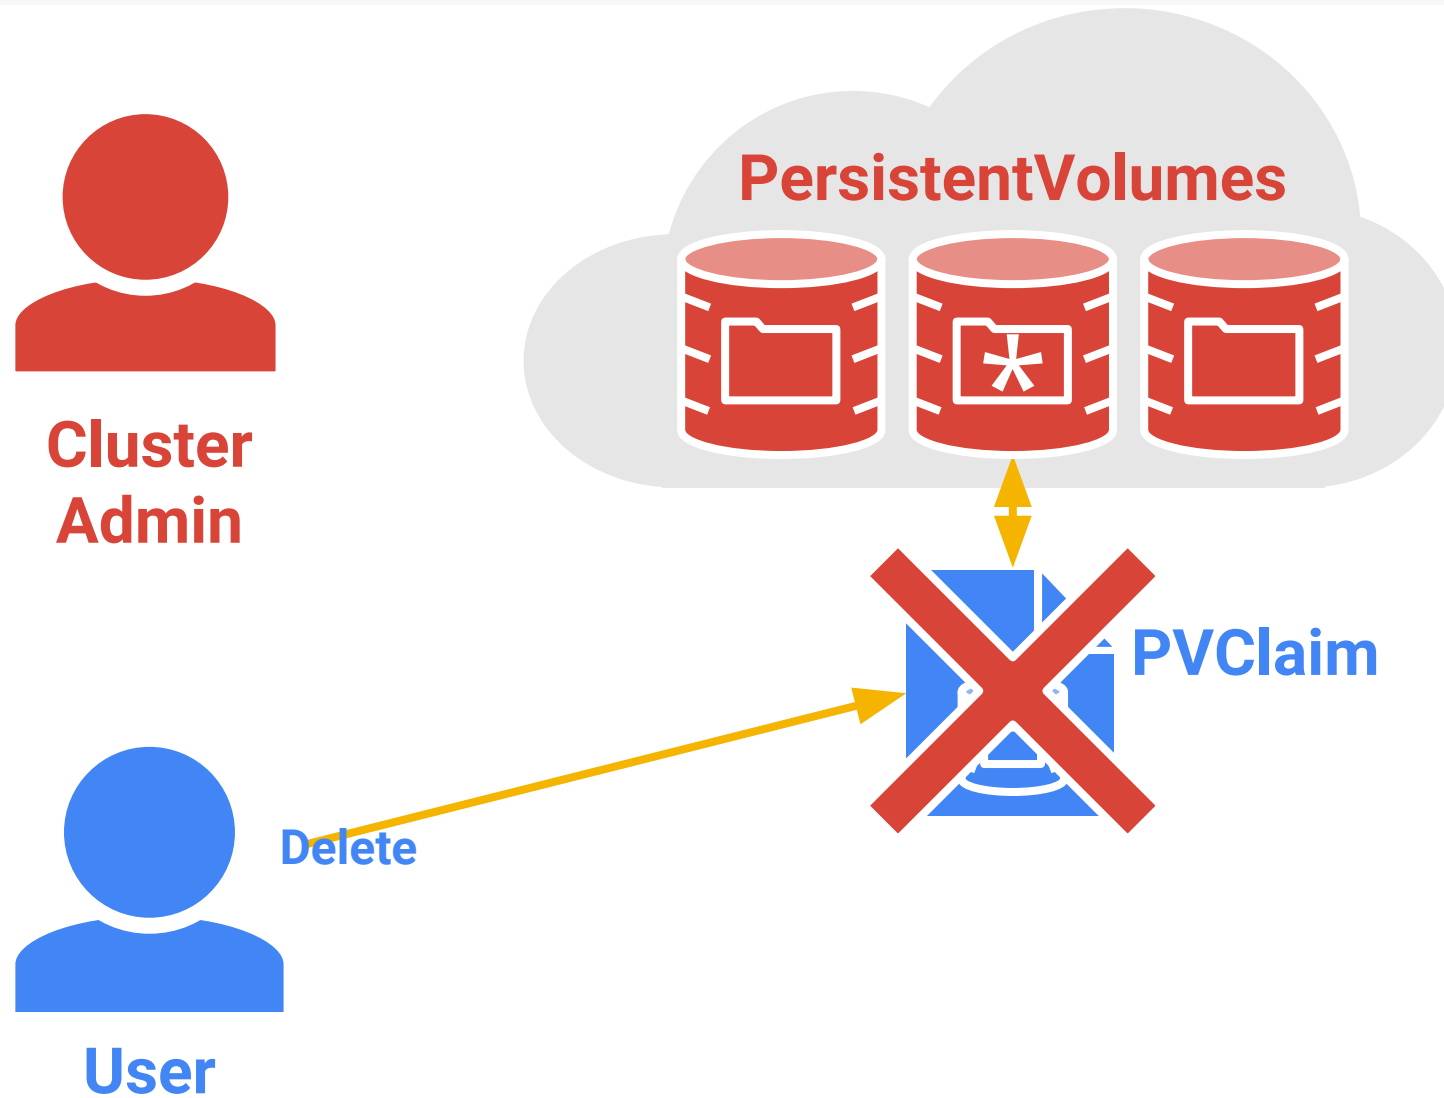 PersistentVolumes
*
Cluster
Admin
PVClaim
Delete
User